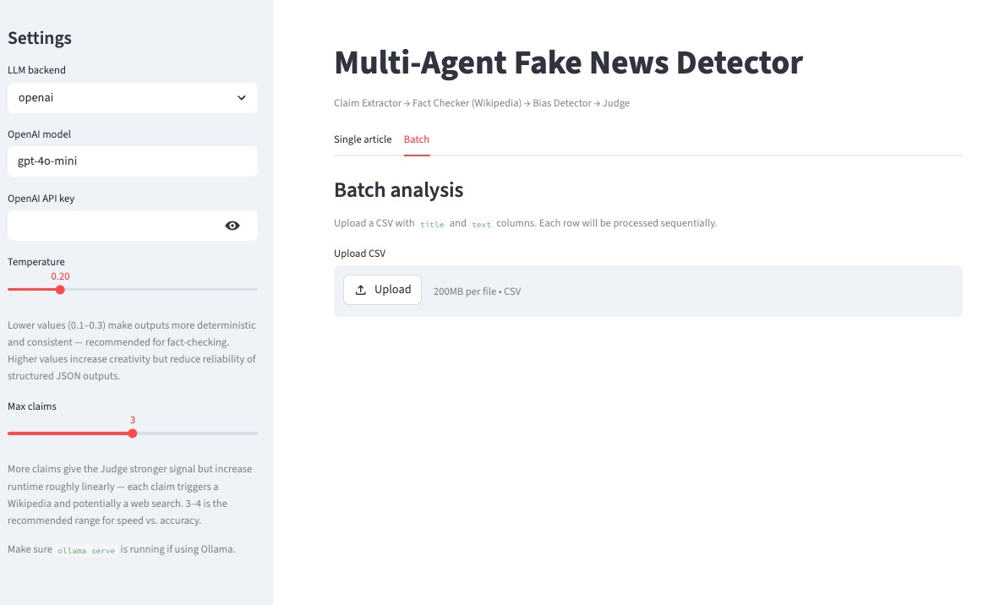 Settings
LLM backend
openai
OpenAI model
gpt-4o-mini
OpenAI API key
Temperature
0.20
Lower values (0.1–0.3) make outputs more deterministic
and consistent — recommended for fact-checking.
Higher values increase creativity but reduce reliability of
structured JSON outputs.
Max claims
3
More claims give the Judge stronger signal but increase
runtime roughly linearly — each claim triggers a
Wikipedia and potentially a web search. 3–4 is the
recommended range for speed vs. accuracy.
Make sure ollama serve is running if using Ollama.
Multi-Agent Fake News Detector
Claim Extractor → Fact Checker (Wikipedia) → Bias Detector → Judge
Single article Batch
Batch analysis
Upload a CSV with title and text columns. Each row will be processed sequentially.
Upload CSV
Upload 200MB per file • CSV